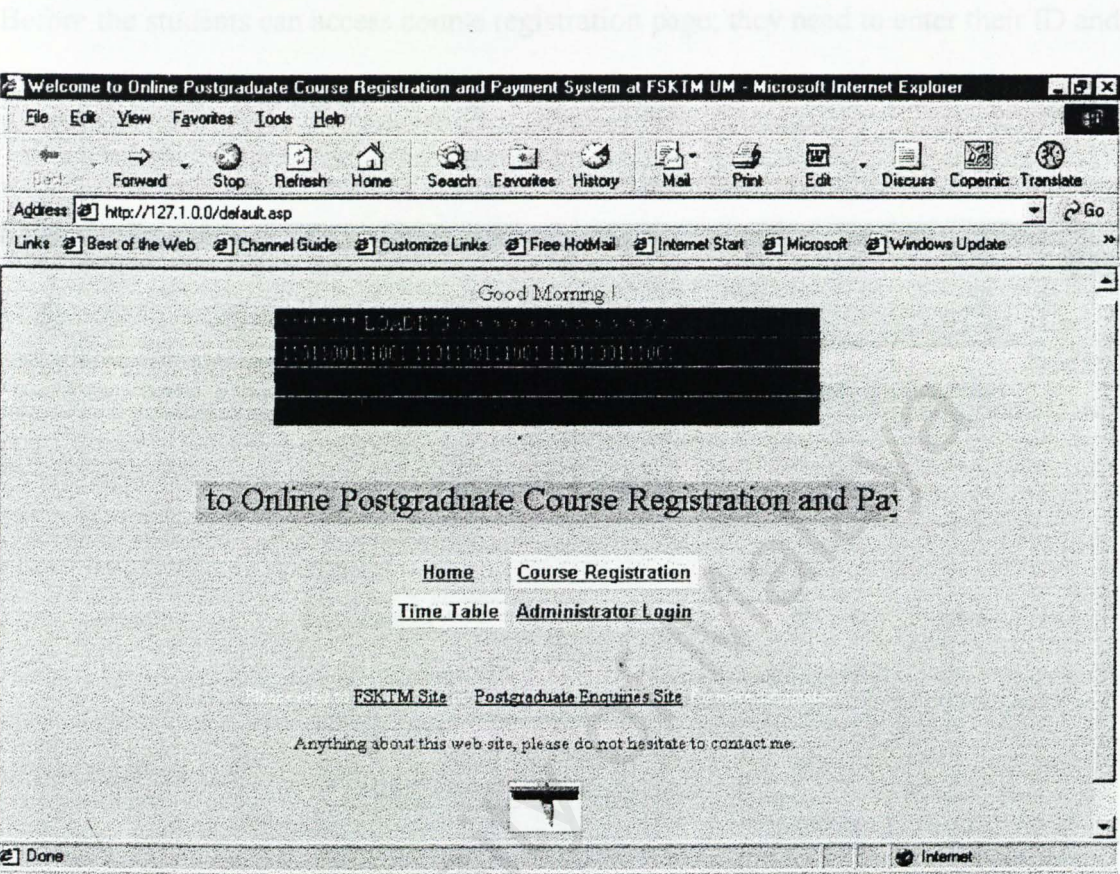 Before the students can access course registration page, they need to enter their ID and
Welcome to Online Postgraduate Course Registration and Payment System at FSKTM UM - Microsoft Internet Explorer
File Edit View Favorites Tools Help
Back Forward Stop Refresh Home Search Favorites History Mail Print Edit Discuss Copernic Translate
Address http://127.1.0.0/default.asp Go
Links Best of the Web Channel Guide Customize Links Free HotMail Internet Start Microsoft Windows Update »
Good Morning !
1101100111001 1101100111001 1101100111001
to Online Postgraduate Course Registration and Pay
Home Course Registration
Time Table Administrator Login
FSKTM Site Postgraduate Enquiries Site
Anything about this web site, please do not hesitate to contact me.
of Malaya
Done Internet